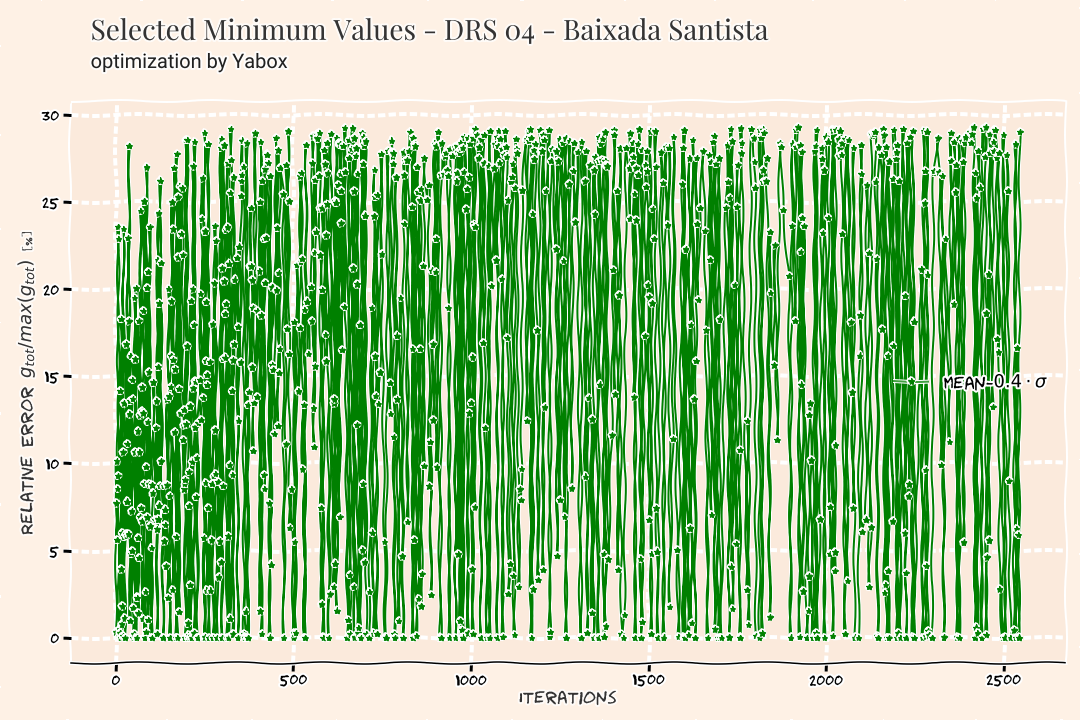 Selected Minimum Values - DRS 04 - Baixada Santista
optimization by Yabox
RELATIVE ERROR g_tot/max(g_tot) [%]
30
25
20
15
10
5
0
MEAN-0.4 · σ
0 500 1000 1500 2000 2500
ITERATIONS